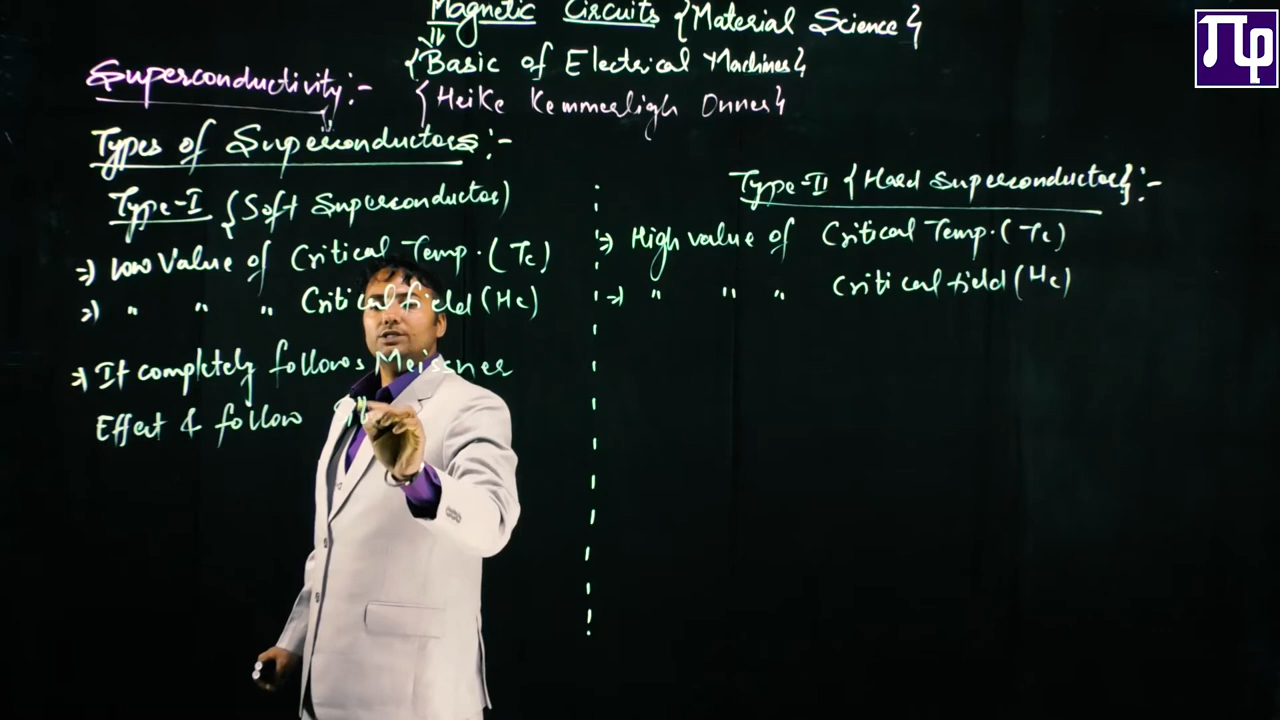 Magnetic Circuits {Material Science}
{Basic of Electrical Machines}
Superconductivity:-
{Heike Kemmerligh Onnes}
Types of Superconductors:-
Type-I {Soft Superconductor)
=) Low Value of Critical Temp. (Tc)
=) " " " Critical field (Hc)
=) It completely follows Meissner
Effect & follow
Type-II {Hard Superconductor}:-
=) High value of Critical Temp. (Tc)
=) " " " Critical field (Hc)
πφ